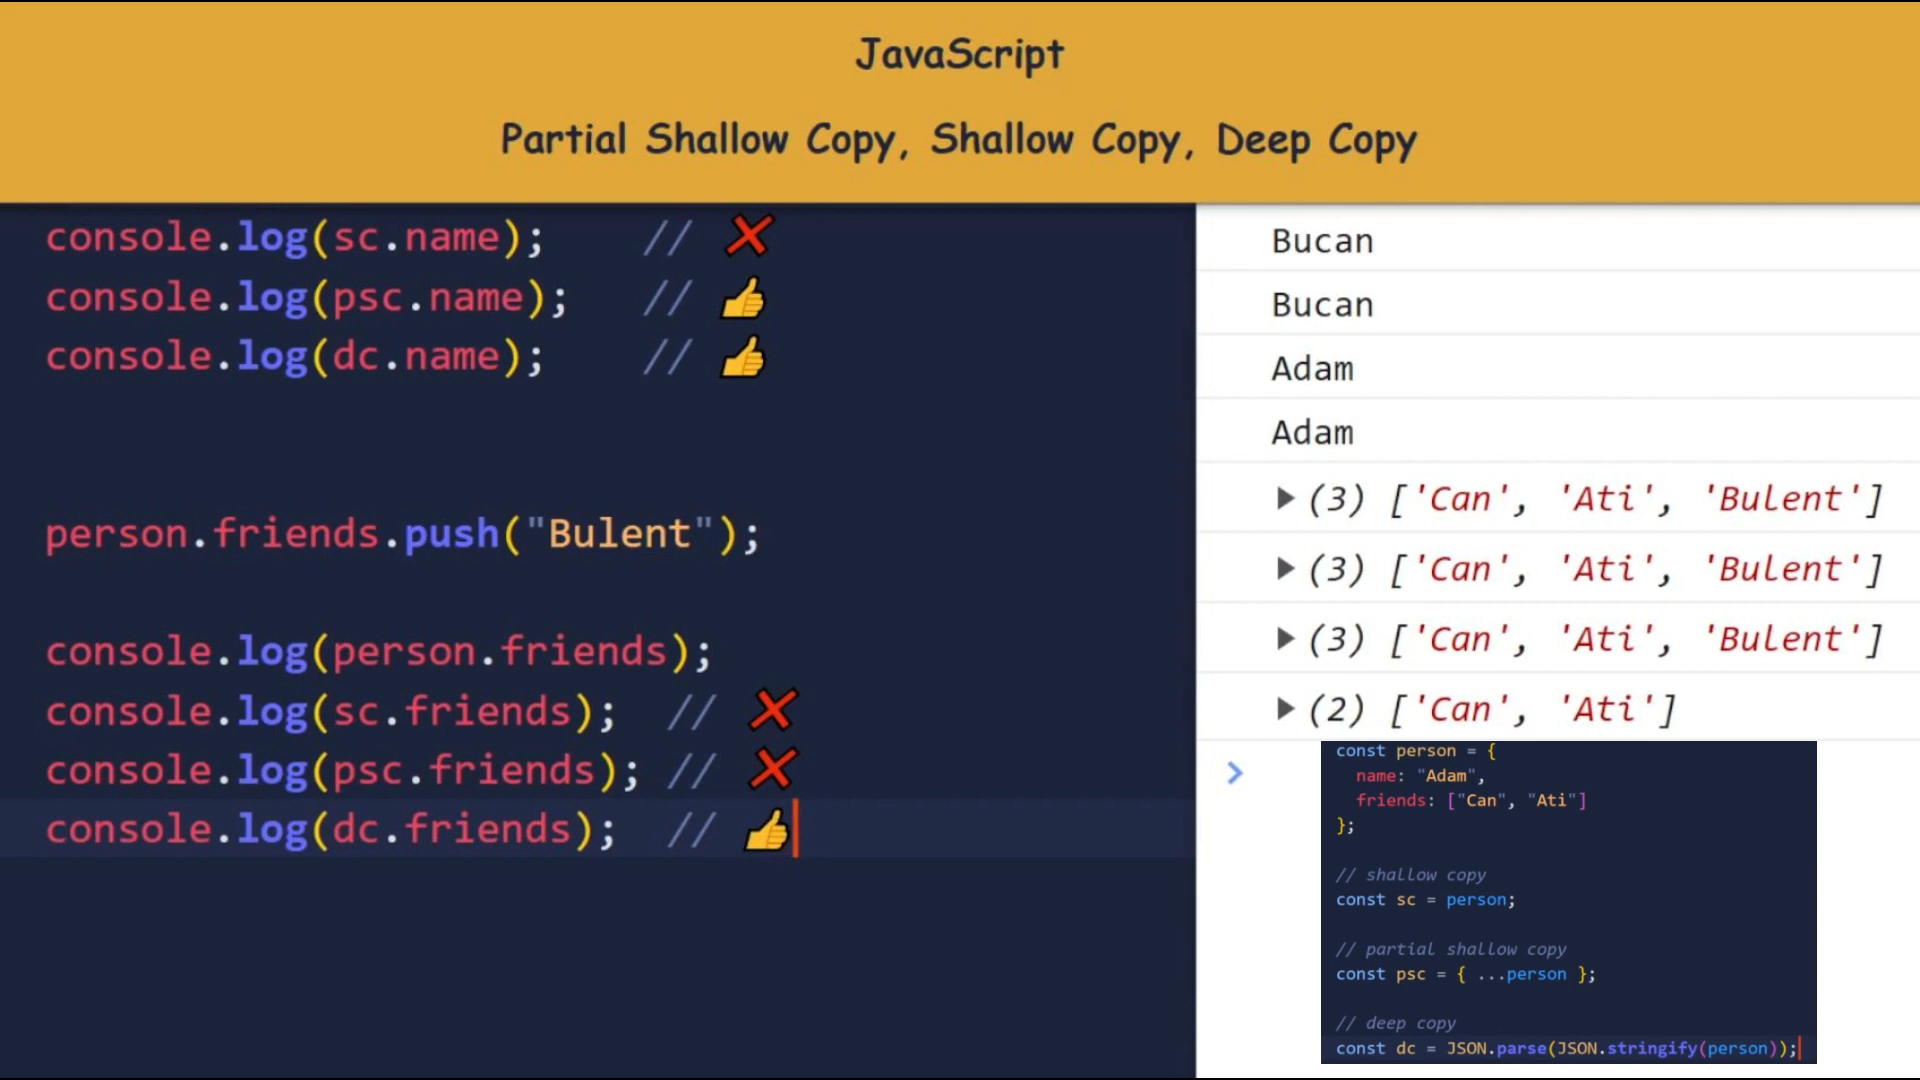 JavaScript
Partial Shallow Copy, Shallow Copy, Deep Copy
console.log(sc.name);    // ❌
console.log(psc.name);   // 👍
console.log(dc.name);    // 👍
person.friends.push("Bulent");
console.log(person.friends);
console.log(sc.friends);  // ❌
console.log(psc.friends); // ❌
console.log(dc.friends);  // 👍
Bucan
Bucan
Adam
Adam
▶ (3) ['Can', 'Ati', 'Bulent']
▶ (3) ['Can', 'Ati', 'Bulent']
▶ (3) ['Can', 'Ati', 'Bulent']
▶ (2) ['Can', 'Ati']
const person = {
  name: "Adam",
  friends: ["Can", "Ati"]
};
// shallow copy
const sc = person;
// partial shallow copy
const psc = { ...person };
// deep copy
const dc = JSON.parse(JSON.stringify(person));